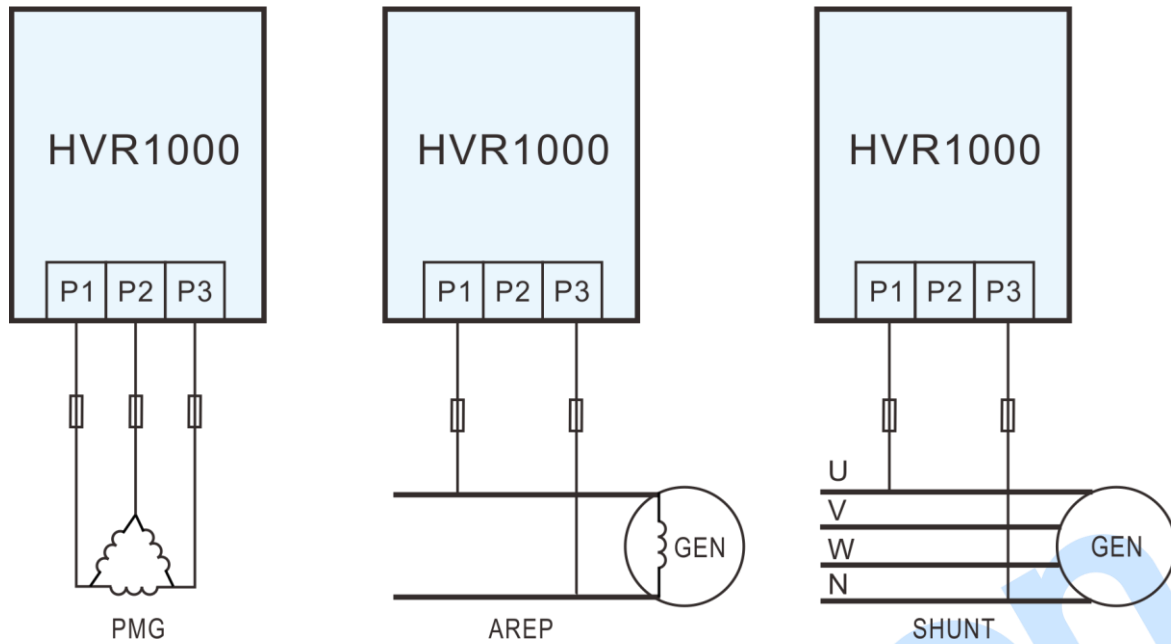 HVR1000
P1 P2 P3
PMG
HVR1000
P1 P2 P3
GEN
AREP
HVR1000
P1 P2 P3
U
V
W
N
GEN
SHUNT